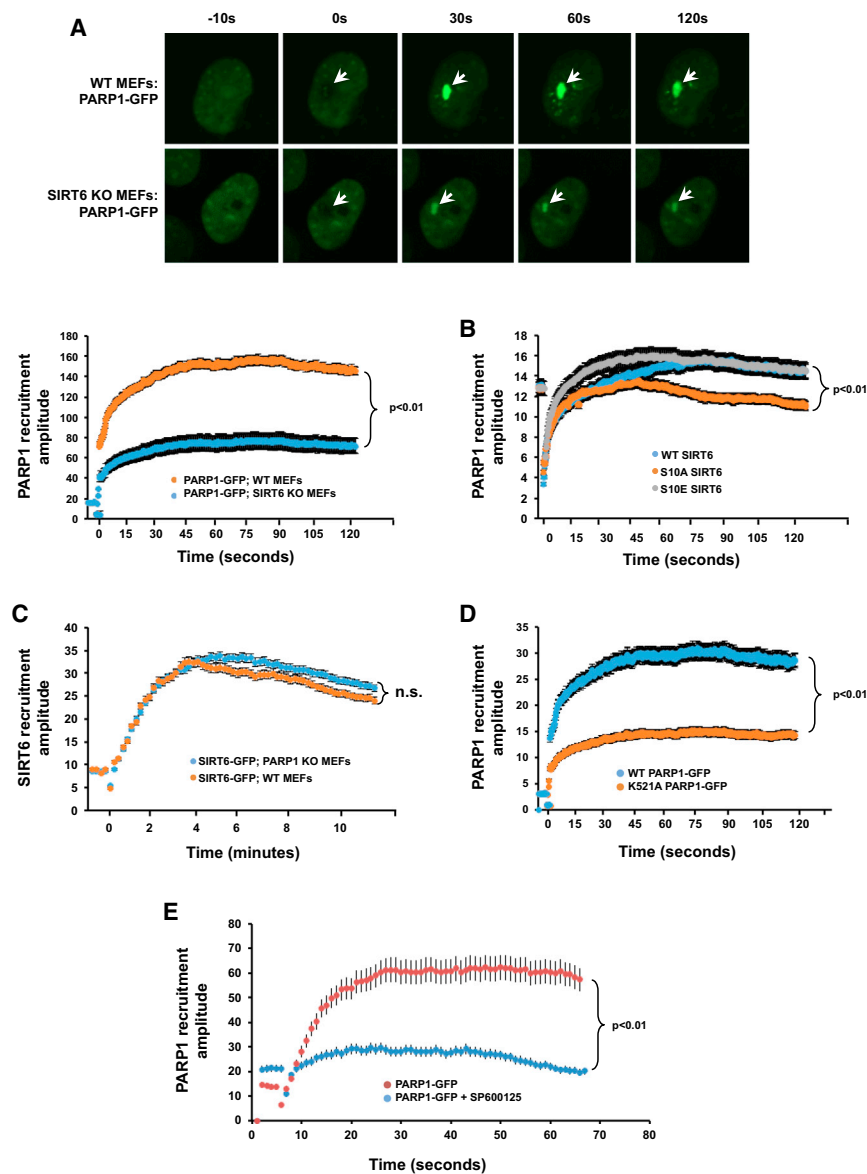 A
-10s 0s 30s 60s 120s
WT MEFs:
PARP1-GFP
SIRT6 KO MEFs:
PARP1-GFP
PARP1 recruitment
amplitude
180
160
140
120
100
80
60
40
20
0
p<0.01
PARP1-GFP; WT MEFs
PARP1-GFP; SIRT6 KO MEFs
0 15 30 45 60 75 90 105 120
Time (seconds)
B
PARP1 recruitment
amplitude
18
16
14
12
10
8
6
4
2
0
p<0.01
WT SIRT6
S10A SIRT6
S10E SIRT6
0 15 30 45 60 75 90 105 120
Time (seconds)
C
SIRT6 recruitment
amplitude
40
35
30
25
20
15
10
5
0
n.s.
SIRT6-GFP; PARP1 KO MEFs
SIRT6-GFP; WT MEFs
0 2 4 6 8 10
Time (minutes)
D
PARP1 recruitment
amplitude
35
30
25
20
15
10
5
0
p<0.01
WT PARP1-GFP
K521A PARP1-GFP
0 15 30 45 60 75 90 105 120
Time (seconds)
E
PARP1 recruitment
amplitude
80
70
60
50
40
30
20
10
0
p<0.01
PARP1-GFP
PARP1-GFP + SP600125
0 10 20 30 40 50 60 70 80
Time (seconds)